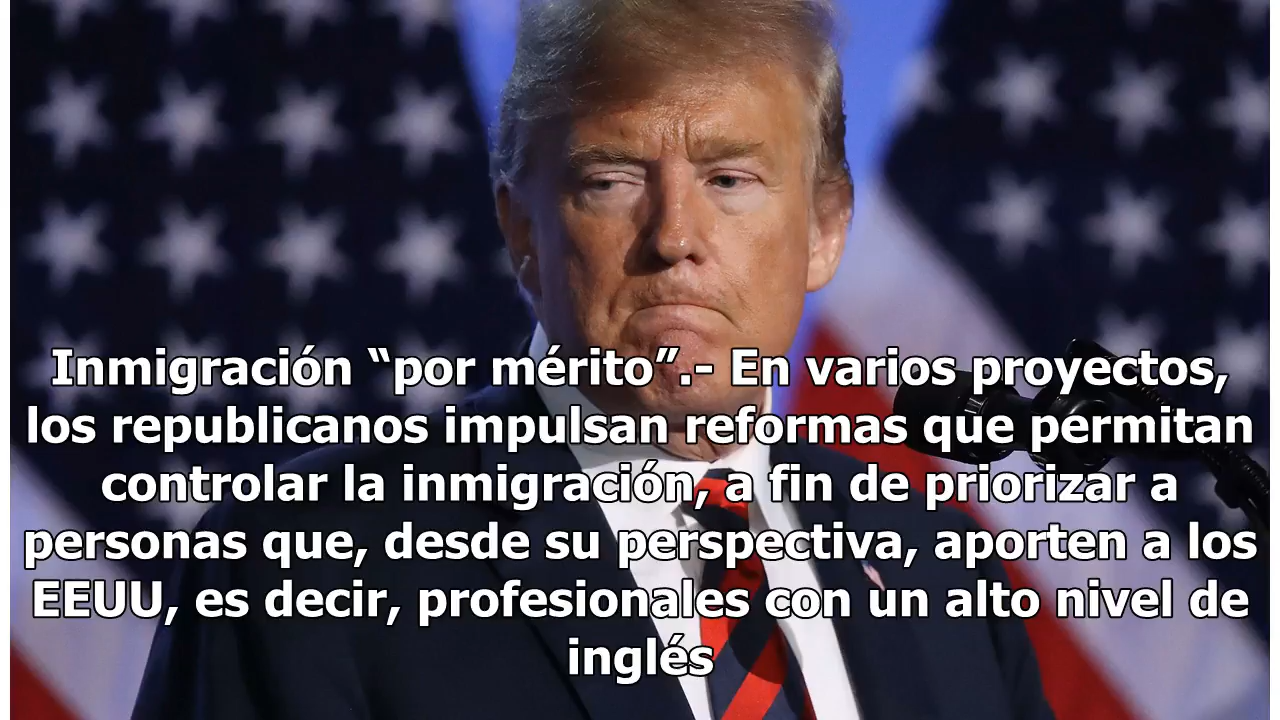 Inmigración “por mérito”.- En varios proyectos,
los republicanos impulsan reformas que permitan
controlar la inmigración, a fin de priorizar a
personas que, desde su perspectiva, aporten a los
EEUU, es decir, profesionales con un alto nivel de
inglés